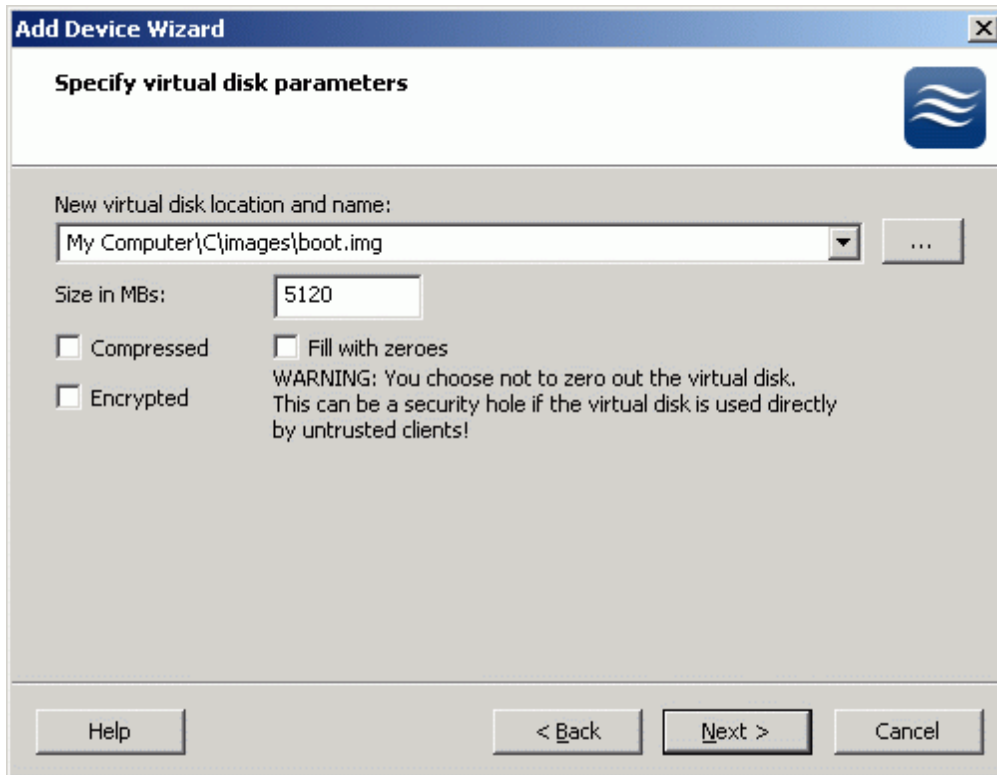 Add Device Wizard
Specify virtual disk parameters
New virtual disk location and name:
My Computer\C\images\boot.img
...
Size in MBs:
5120
Compressed
Fill with zeroes
Encrypted
WARNING: You choose not to zero out the virtual disk.
This can be a security hole if the virtual disk is used directly
by untrusted clients!
Help
< Back
Next >
Cancel